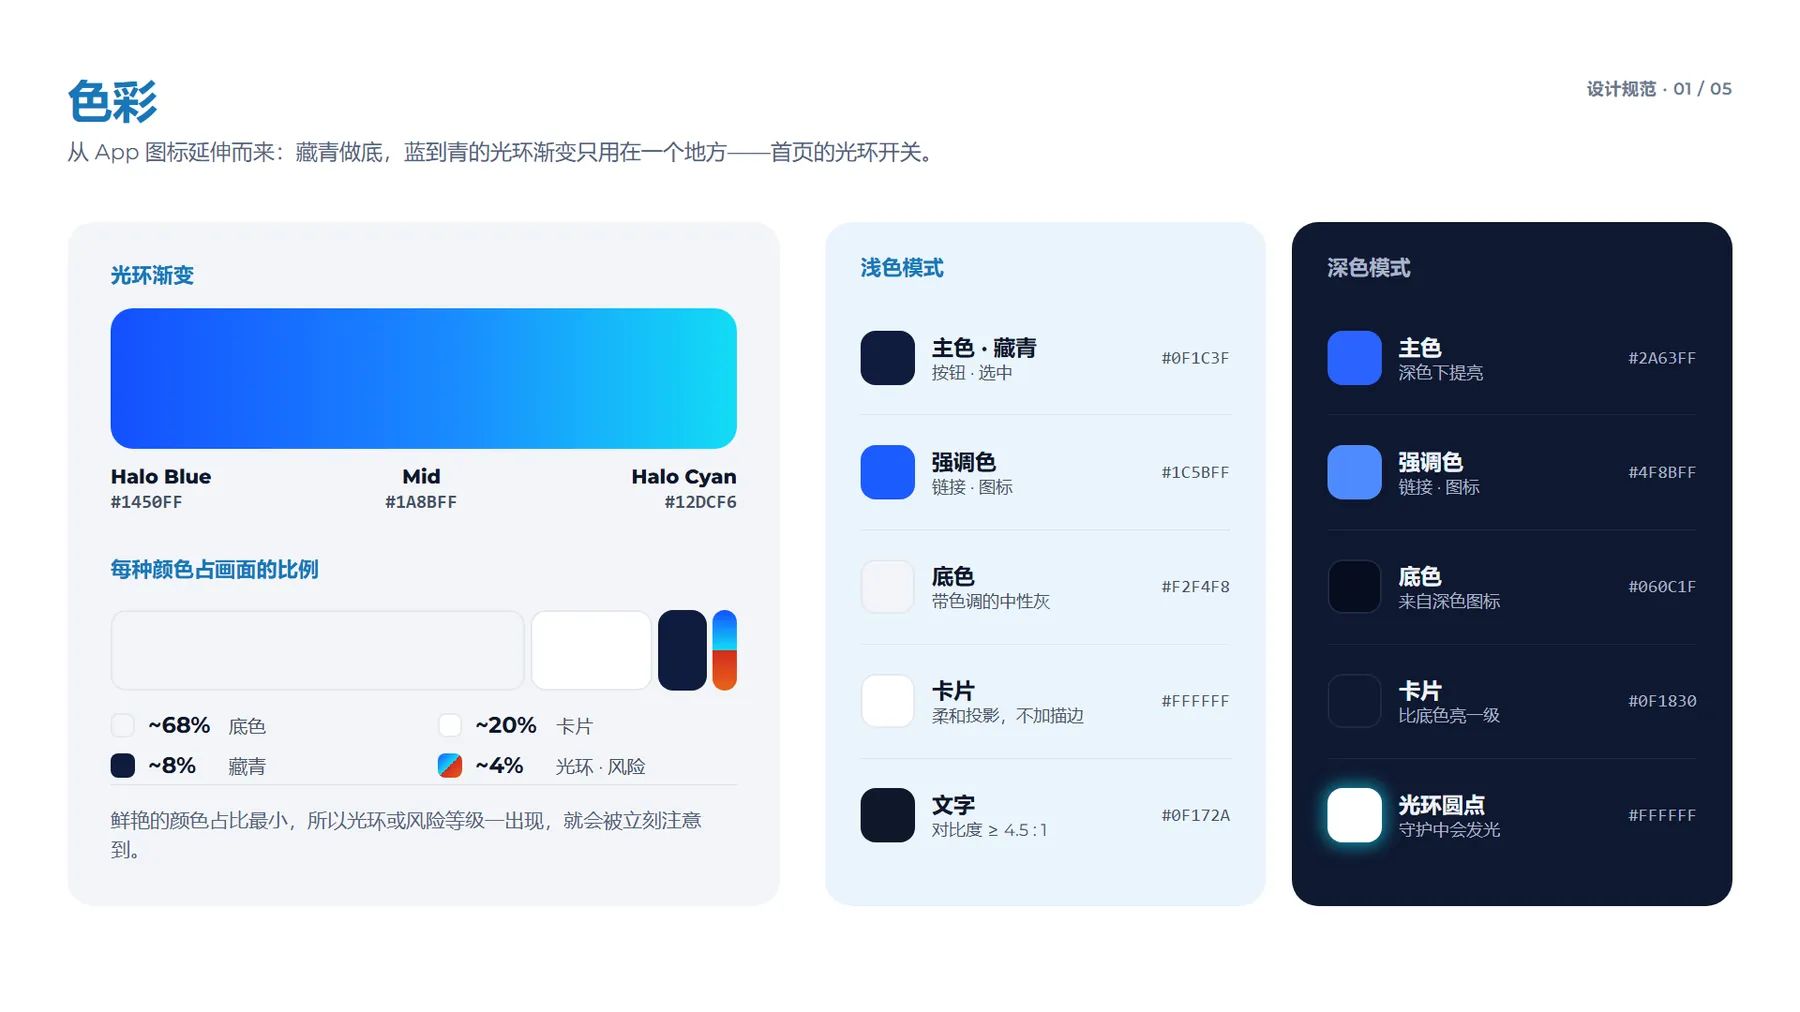 色彩
设计规范 · 01 / 05
从 App 图标延伸而来：藏青做底，蓝到青的光环渐变只用在一个地方——首页的光环开关。
光环渐变
Halo Blue
#1450FF
Mid
#1A8BFF
Halo Cyan
#12DCF6
每种颜色占画面的比例
~68% 底色
~20% 卡片
~8% 藏青
~4% 光环 · 风险
鲜艳的颜色占比最小，所以光环或风险等级一出现，就会被立刻注意
到。
浅色模式
主色 · 藏青
按钮 · 选中
#0F1C3F
强调色
链接 · 图标
#1C5BFF
底色
带色调的中性灰
#F2F4F8
卡片
柔和投影，不加描边
#FFFFFF
文字
对比度 ≥ 4.5 : 1
#0F172A
深色模式
主色
深色下提亮
#2A63FF
强调色
链接 · 图标
#4F8BFF
底色
来自深色图标
#060C1F
卡片
比底色亮一级
#0F1830
光环圆点
守护中会发光
#FFFFFF